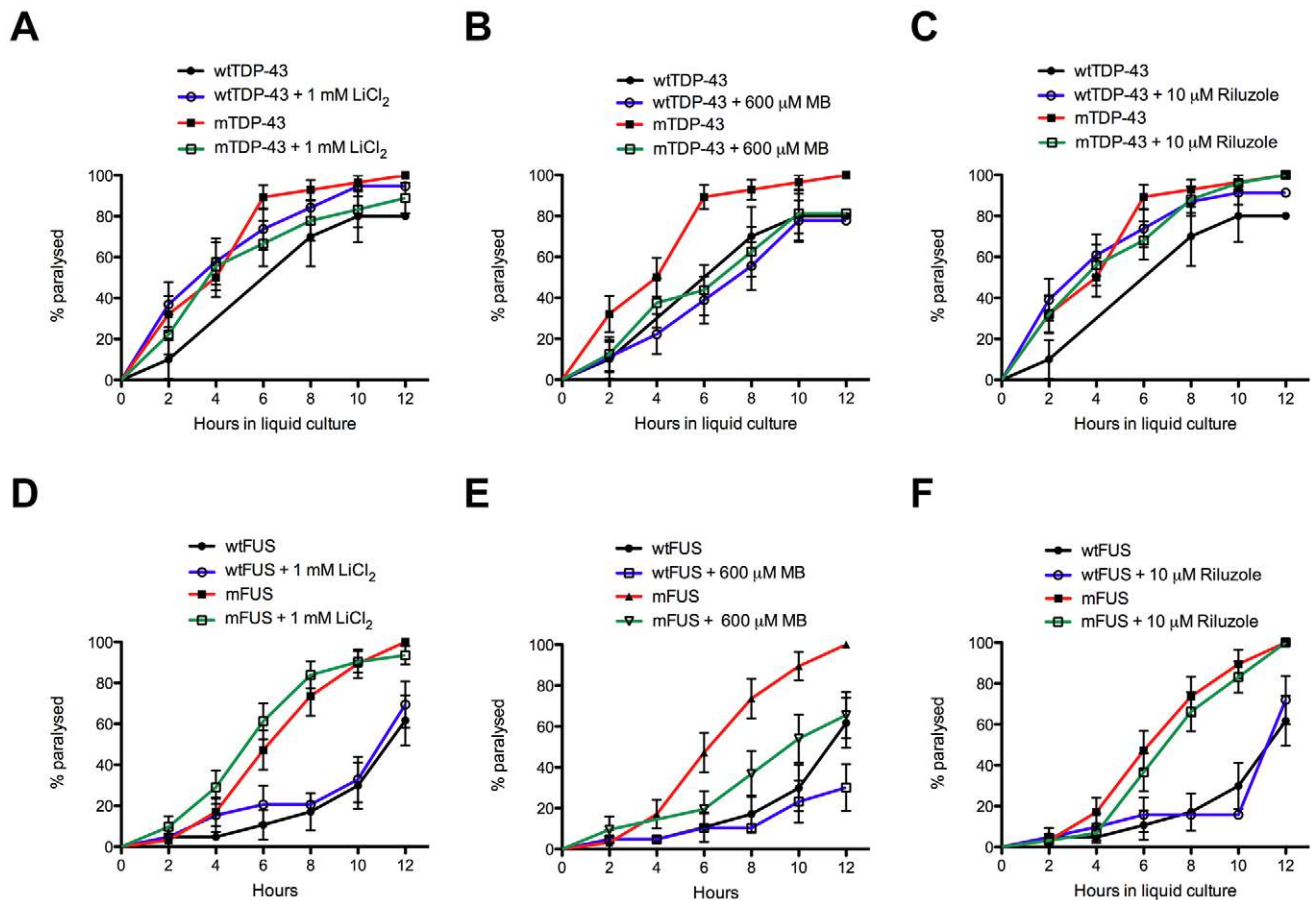 A
wtTDP-43
wtTDP-43 + 1 mM LiCl2
mTDP-43
mTDP-43 + 1 mM LiCl2
% paralysed
100
80
60
40
20
0
0 2 4 6 8 10 12
Hours in liquid culture
B
wtTDP-43
wtTDP-43 + 600 μM MB
mTDP-43
mTDP-43 + 600 μM MB
% paralysed
100
80
60
40
20
0
0 2 4 6 8 10 12
Hours in liquid culture
C
wtTDP-43
wtTDP-43 + 10 μM Riluzole
mTDP-43
mTDP-43 + 10 μM Riluzole
% paralysed
100
80
60
40
20
0
0 2 4 6 8 10 12
Hours in liquid culture
D
wtFUS
wtFUS + 1 mM LiCl2
mFUS
mFUS + 1 mM LiCl2
% paralysed
100
80
60
40
20
0
0 2 4 6 8 10 12
Hours
E
wtFUS
wtFUS + 600 μM MB
mFUS
mFUS + 600 μM MB
% paralysed
100
80
60
40
20
0
0 2 4 6 8 10 12
Hours
F
wtFUS
wtFUS + 10 μM Riluzole
mFUS
mFUS + 10 μM Riluzole
% paralysed
100
80
60
40
20
0
0 2 4 6 8 10 12
Hours in liquid culture